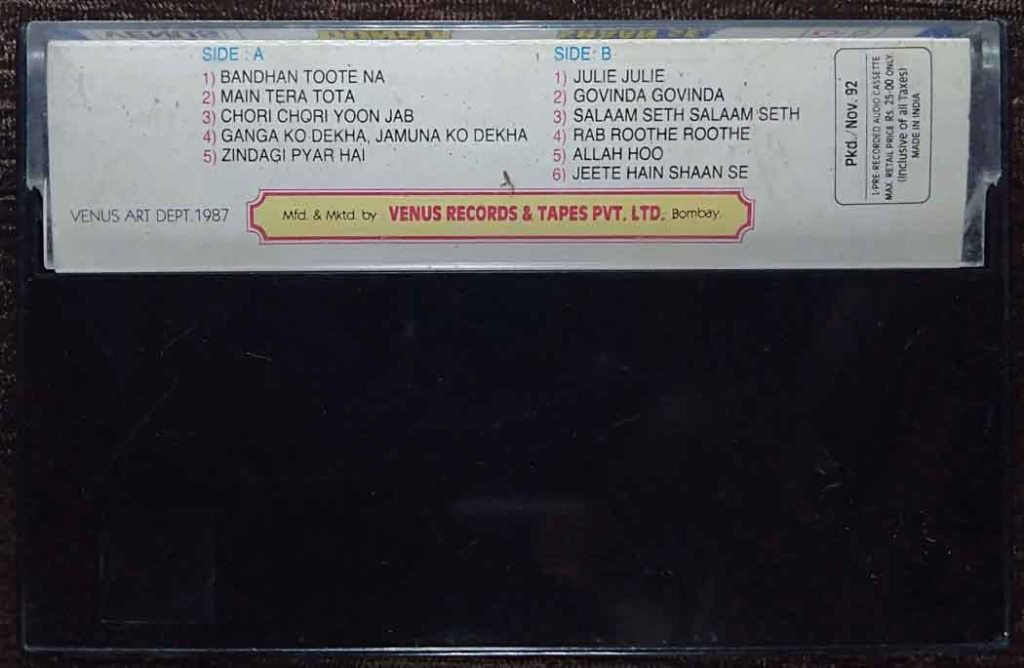 SIDE : A
1) BANDHAN TOOTE NA
2) MAIN TERA TOTA
3) CHORI CHORI YOON JAB
4) GANGA KO DEKHA, JAMUNA KO DEKHA
5) ZINDAGI PYAR HAI
SIDE: B
1) JULIE JULIE
2) GOVINDA GOVINDA
3) SALAAM SETH SALAAM SETH
4) RAB ROOTHE ROOTHE
5) ALLAH HOO
6) JEETE HAIN SHAAN SE
VENUS ART DEPT.1987
Mfd. & Mktd. by VENUS RECORDS & TAPES PVT. LTD. Bombay.
Pkd./Nov. 92
1-PRE RECORDED AUDIO CASSETTE
MAX. RETAIL PRICE Rs. 25-00 ONLY
(Inclusive of all Taxes)
MADE IN INDIA
VENUS
SHAAN SE